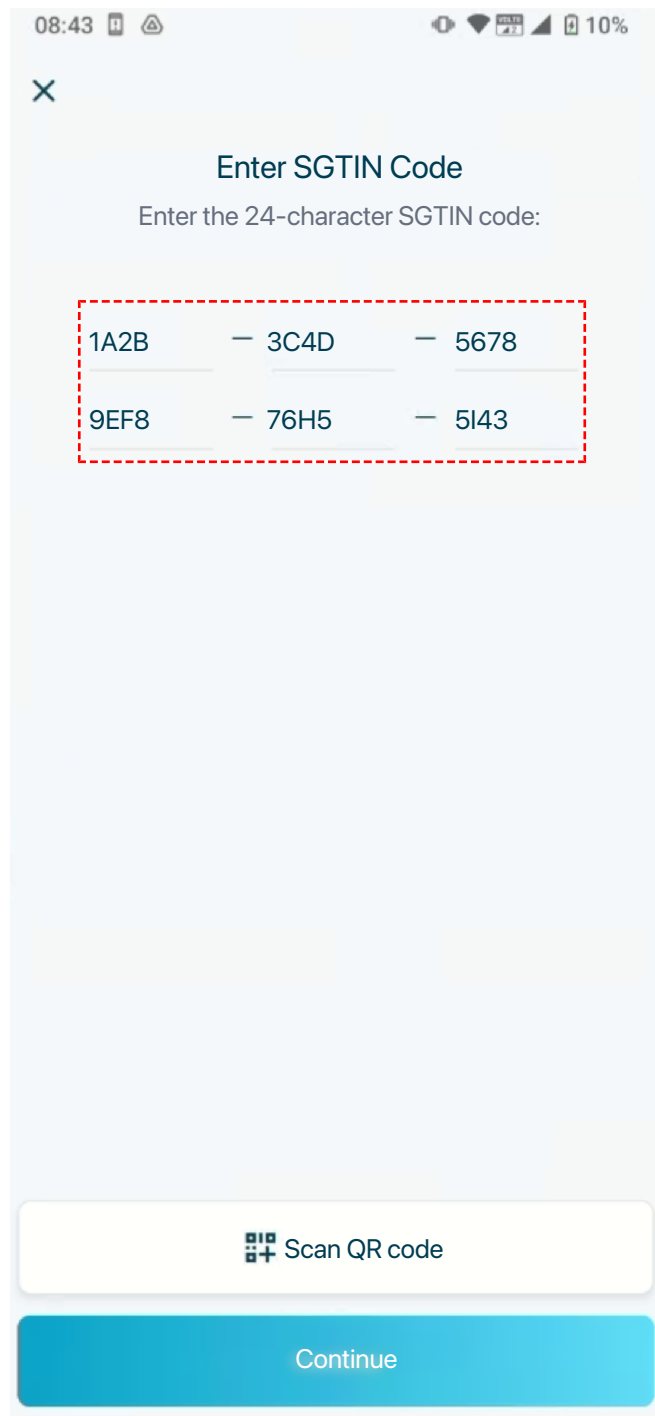 08:43 10%
Enter SGTIN Code
Enter the 24-character SGTIN code:
1A2B – 3C4D – 5678
9EF8 – 76H5 – 5I43
Scan QR code
Continue